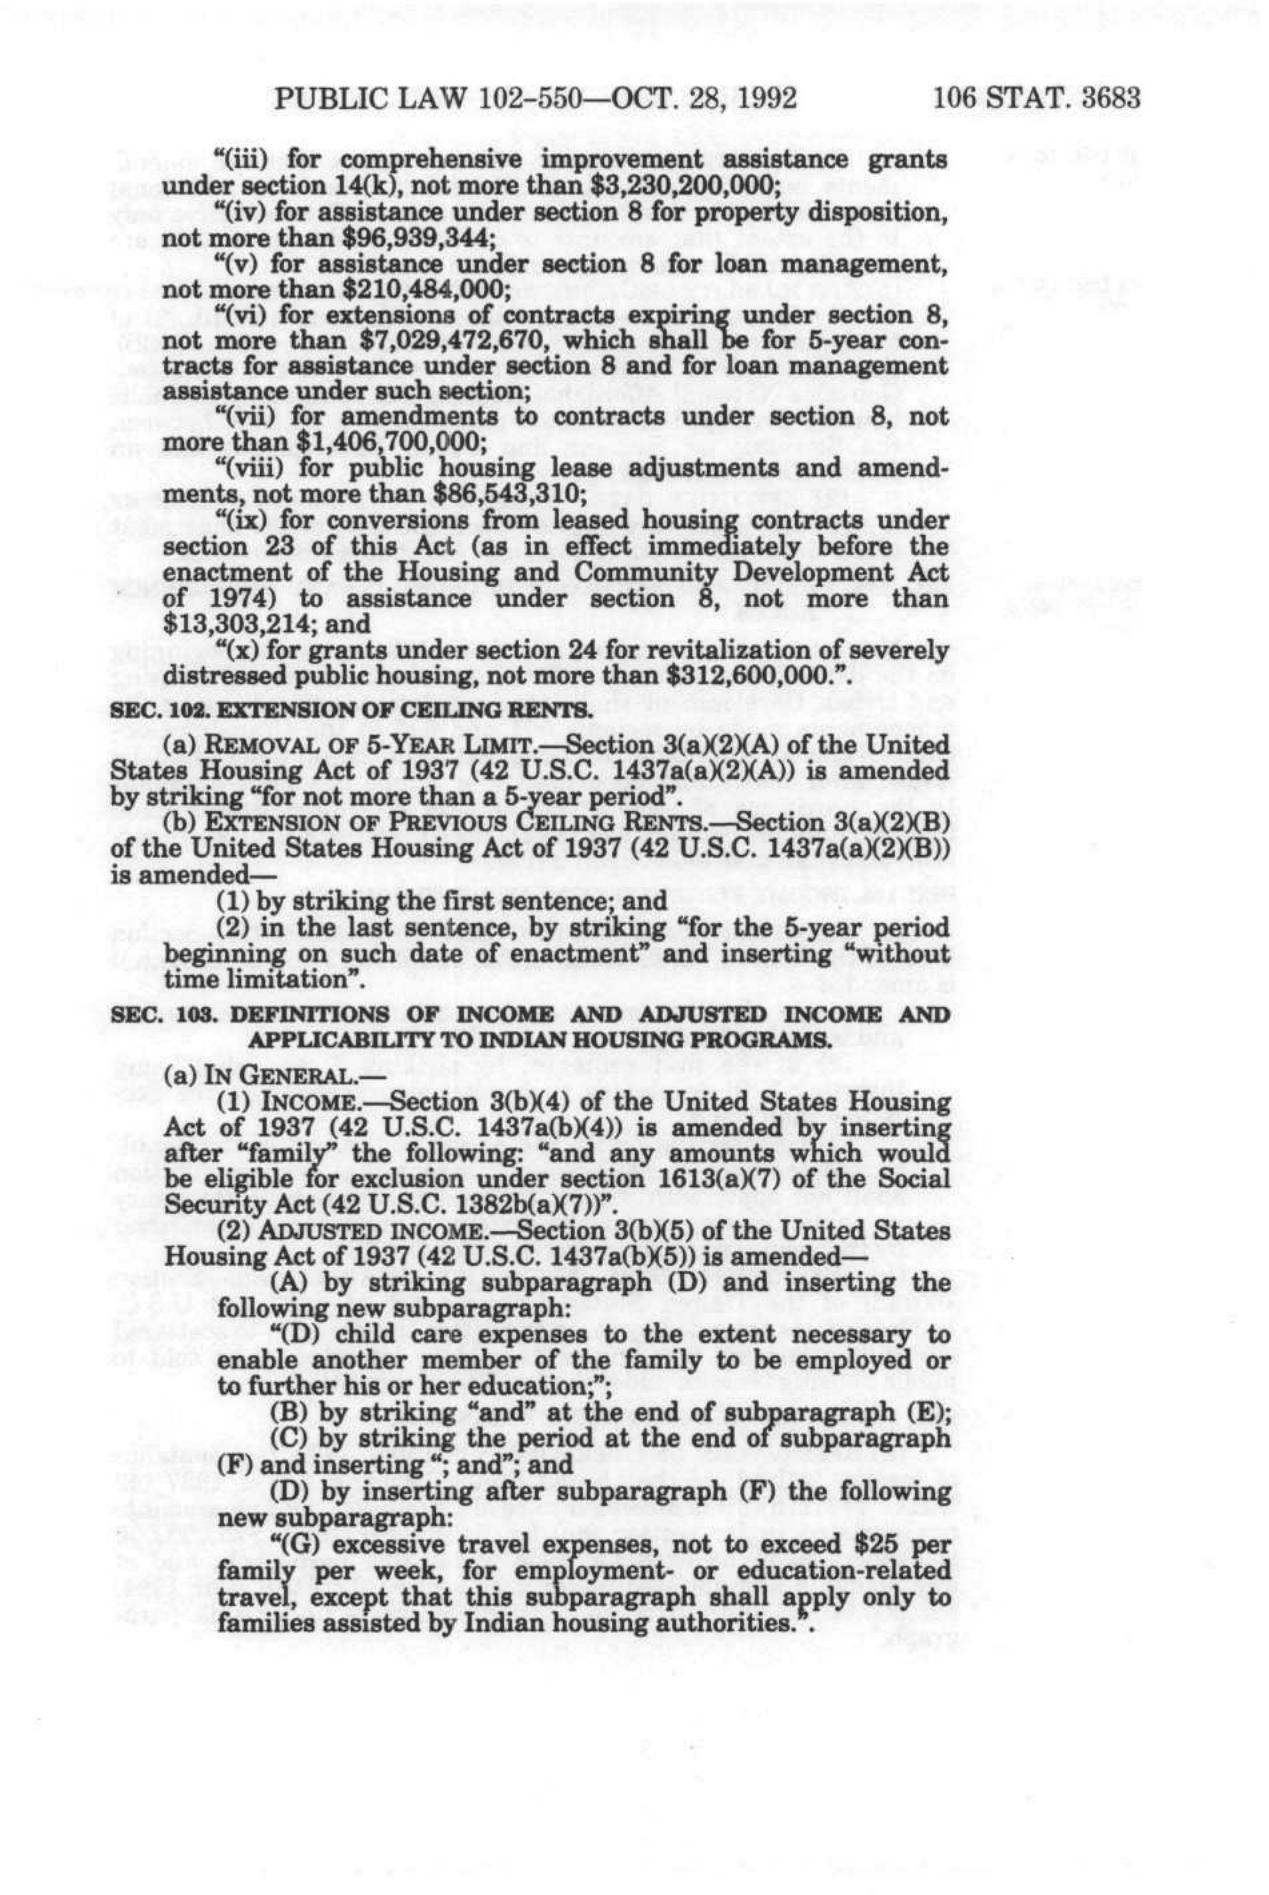 PUBLIC LAW 102–550—OCT. 28, 1992 106 STAT. 3683
“(iii) for comprehensive improvement assistance grants
under section 14(k), not more than $3,230,200,000;
“(iv) for assistance under section 8 for property disposition,
not more than $96,939,344;
“(v) for assistance under section 8 for loan management,
not more than $210,484,000;
“(vi) for extensions of contracts expiring under section 8,
not more than $7,029,472,670, which shall be for 5-year con-
tracts for assistance under section 8 and for loan management
assistance under such section;
“(vii) for amendments to contracts under section 8, not
more than $1,406,700,000;
“(viii) for public housing lease adjustments and amend-
ments, not more than $86,543,310;
“(ix) for conversions from leased housing contracts under
section 23 of this Act (as in effect immediately before the
enactment of the Housing and Community Development Act
of 1974) to assistance under section 8, not more than
$13,303,214; and
“(x) for grants under section 24 for revitalization of severely
distressed public housing, not more than $312,600,000.”.
SEC. 102. EXTENSION OF CEILING RENTS.
(a) REMOVAL OF 5-YEAR LIMIT.—Section 3(a)(2)(A) of the United
States Housing Act of 1937 (42 U.S.C. 1437a(a)(2)(A)) is amended
by striking “for not more than a 5-year period”.
(b) EXTENSION OF PREVIOUS CEILING RENTS.—Section 3(a)(2)(B)
of the United States Housing Act of 1937 (42 U.S.C. 1437a(a)(2)(B))
is amended—
(1) by striking the first sentence; and
(2) in the last sentence, by striking “for the 5-year period
beginning on such date of enactment” and inserting “without
time limitation”.
SEC. 103. DEFINITIONS OF INCOME AND ADJUSTED INCOME AND
APPLICABILITY TO INDIAN HOUSING PROGRAMS.
(a) IN GENERAL.—
(1) INCOME.—Section 3(b)(4) of the United States Housing
Act of 1937 (42 U.S.C. 1437a(b)(4)) is amended by inserting
after “family” the following: “and any amounts which would
be eligible for exclusion under section 1613(a)(7) of the Social
Security Act (42 U.S.C. 1382b(a)(7))”.
(2) ADJUSTED INCOME.—Section 3(b)(5) of the United States
Housing Act of 1937 (42 U.S.C. 1437a(b)(5)) is amended—
(A) by striking subparagraph (D) and inserting the
following new subparagraph:
“(D) child care expenses to the extent necessary to
enable another member of the family to be employed or
to further his or her education;”;
(B) by striking “and” at the end of subparagraph (E);
(C) by striking the period at the end of subparagraph
(F) and inserting “; and”; and
(D) by inserting after subparagraph (F) the following
new subparagraph:
“(G) excessive travel expenses, not to exceed $25 per
family per week, for employment- or education-related
travel, except that this subparagraph shall apply only to
families assisted by Indian housing authorities.”.